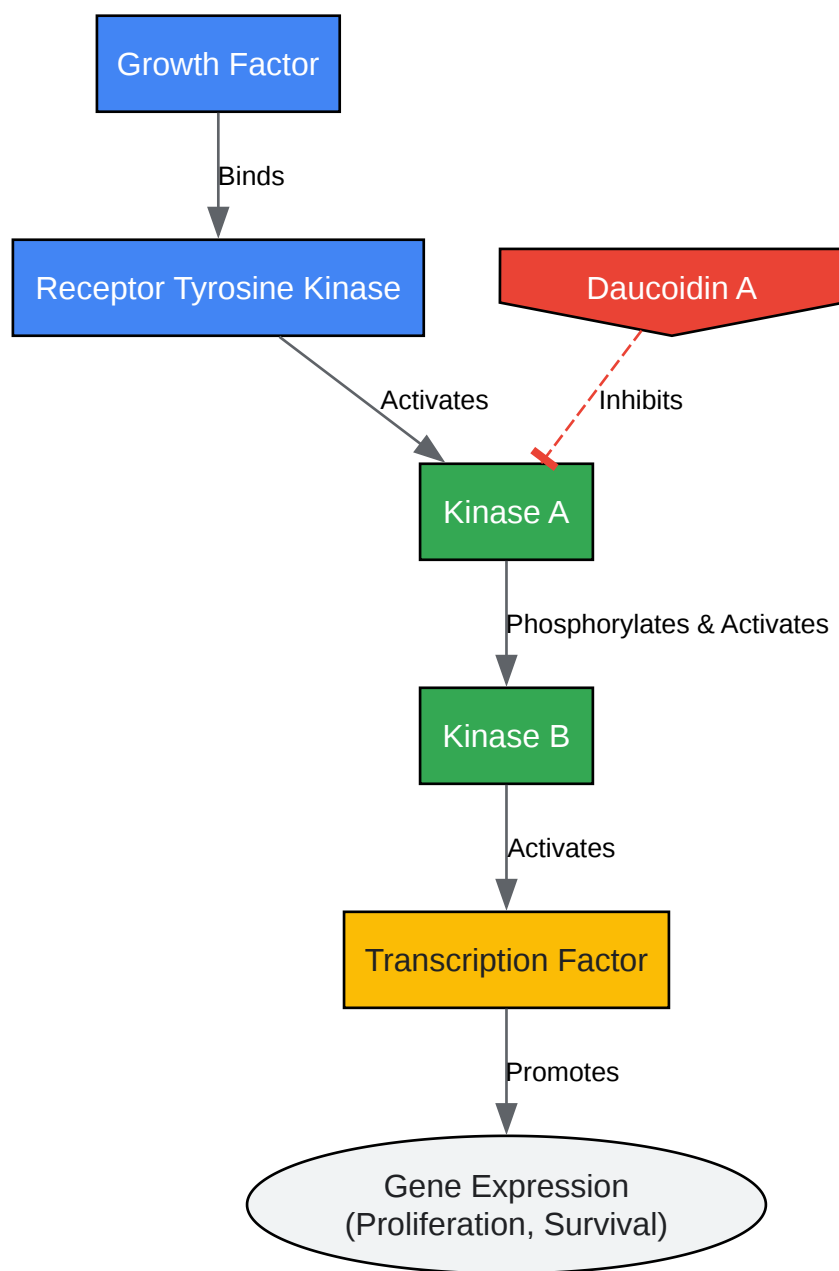 Growth Factor
Binds
Receptor Tyrosine Kinase
Daucoidin A
Activates
Inhibits
Kinase A
Phosphorylates & Activates
Kinase B
Activates
Transcription Factor
Promotes
Gene Expression
(Proliferation, Survival)